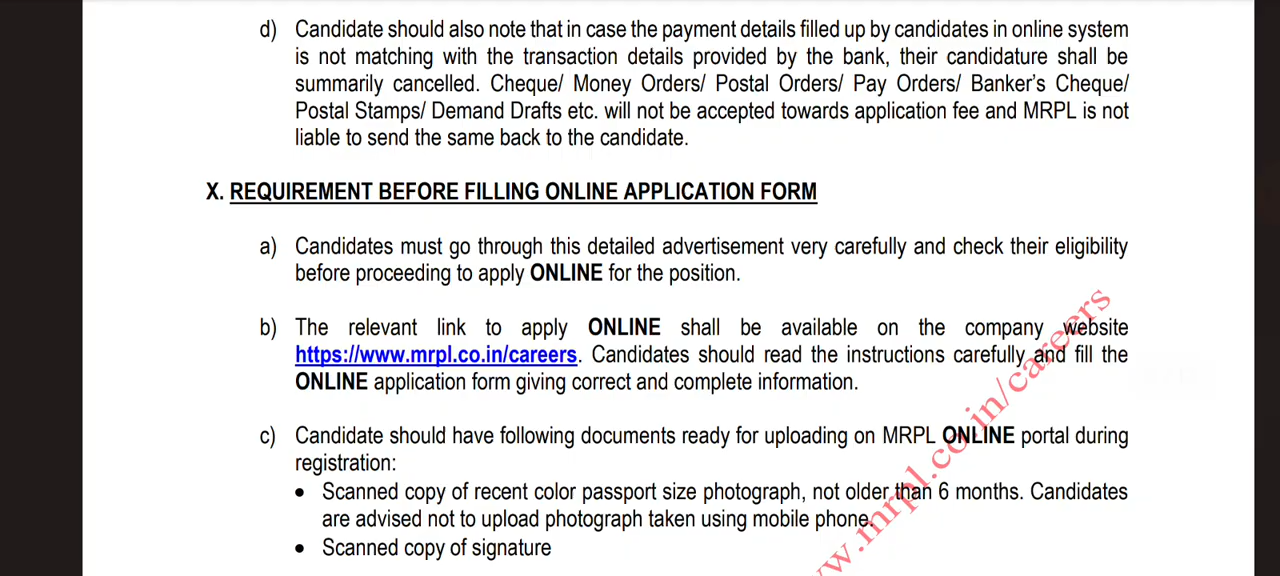 d) Candidate should also note that in case the payment details filled up by candidates in online system
is not matching with the transaction details provided by the bank, their candidature shall be
summarily cancelled. Cheque/ Money Orders/ Postal Orders/ Pay Orders/ Banker's Cheque/
Postal Stamps/ Demand Drafts etc. will not be accepted towards application fee and MRPL is not
liable to send the same back to the candidate.
X. REQUIREMENT BEFORE FILLING ONLINE APPLICATION FORM
a) Candidates must go through this detailed advertisement very carefully and check their eligibility
before proceeding to apply ONLINE for the position.
b) The relevant link to apply ONLINE shall be available on the company website
https://www.mrpl.co.in/careers. Candidates should read the instructions carefully and fill the
ONLINE application form giving correct and complete information.
c) Candidate should have following documents ready for uploading on MRPL ONLINE portal during
registration:
• Scanned copy of recent color passport size photograph, not older than 6 months. Candidates
are advised not to upload photograph taken using mobile phone.
• Scanned copy of signature
w.mrpl.co.in/careers